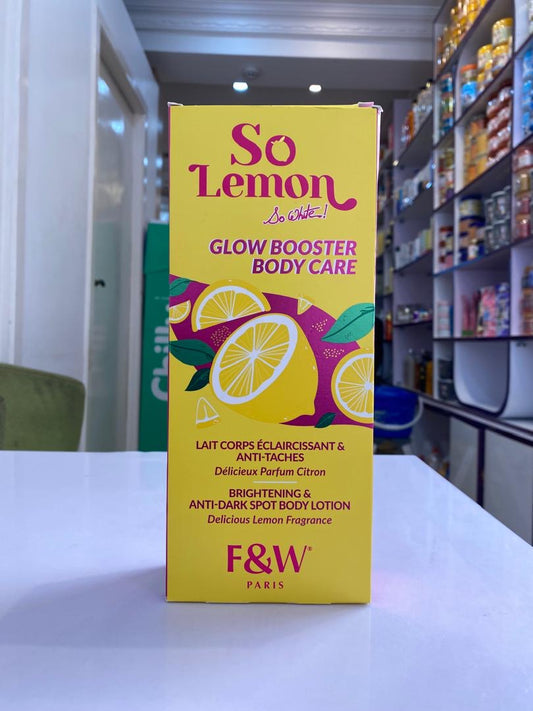 So
Lemon
So White!
GLOW BOOSTER
BODY CARE
LAIT CORPS ÉCLAIRCISSANT &
ANTI-TACHES
Délicieux Parfum Citron
BRIGHTENING &
ANTI-DARK SPOT BODY LOTION
Delicious Lemon Fragrance
F&W®
PARIS